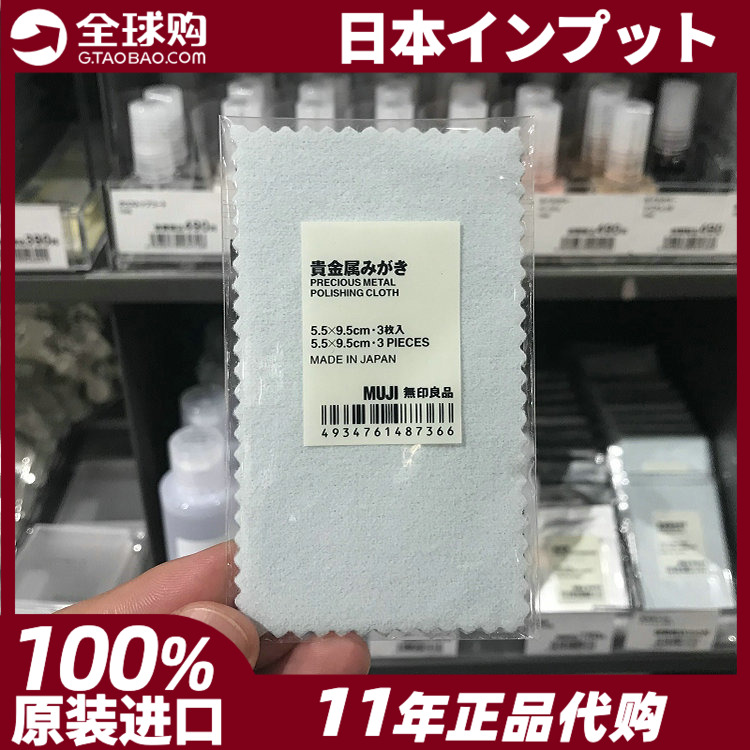 全球购
G.TAOBAO.COM
日本インプット
貴金属みがき
PRECIOUS METAL
POLISHING CLOTH
5.5×9.5cm・3枚入
5.5×9.5cm・3 PIECES
MADE IN JAPAN
MUJI 無印良品
4934761487366
100%
原装进口
11年正品代购